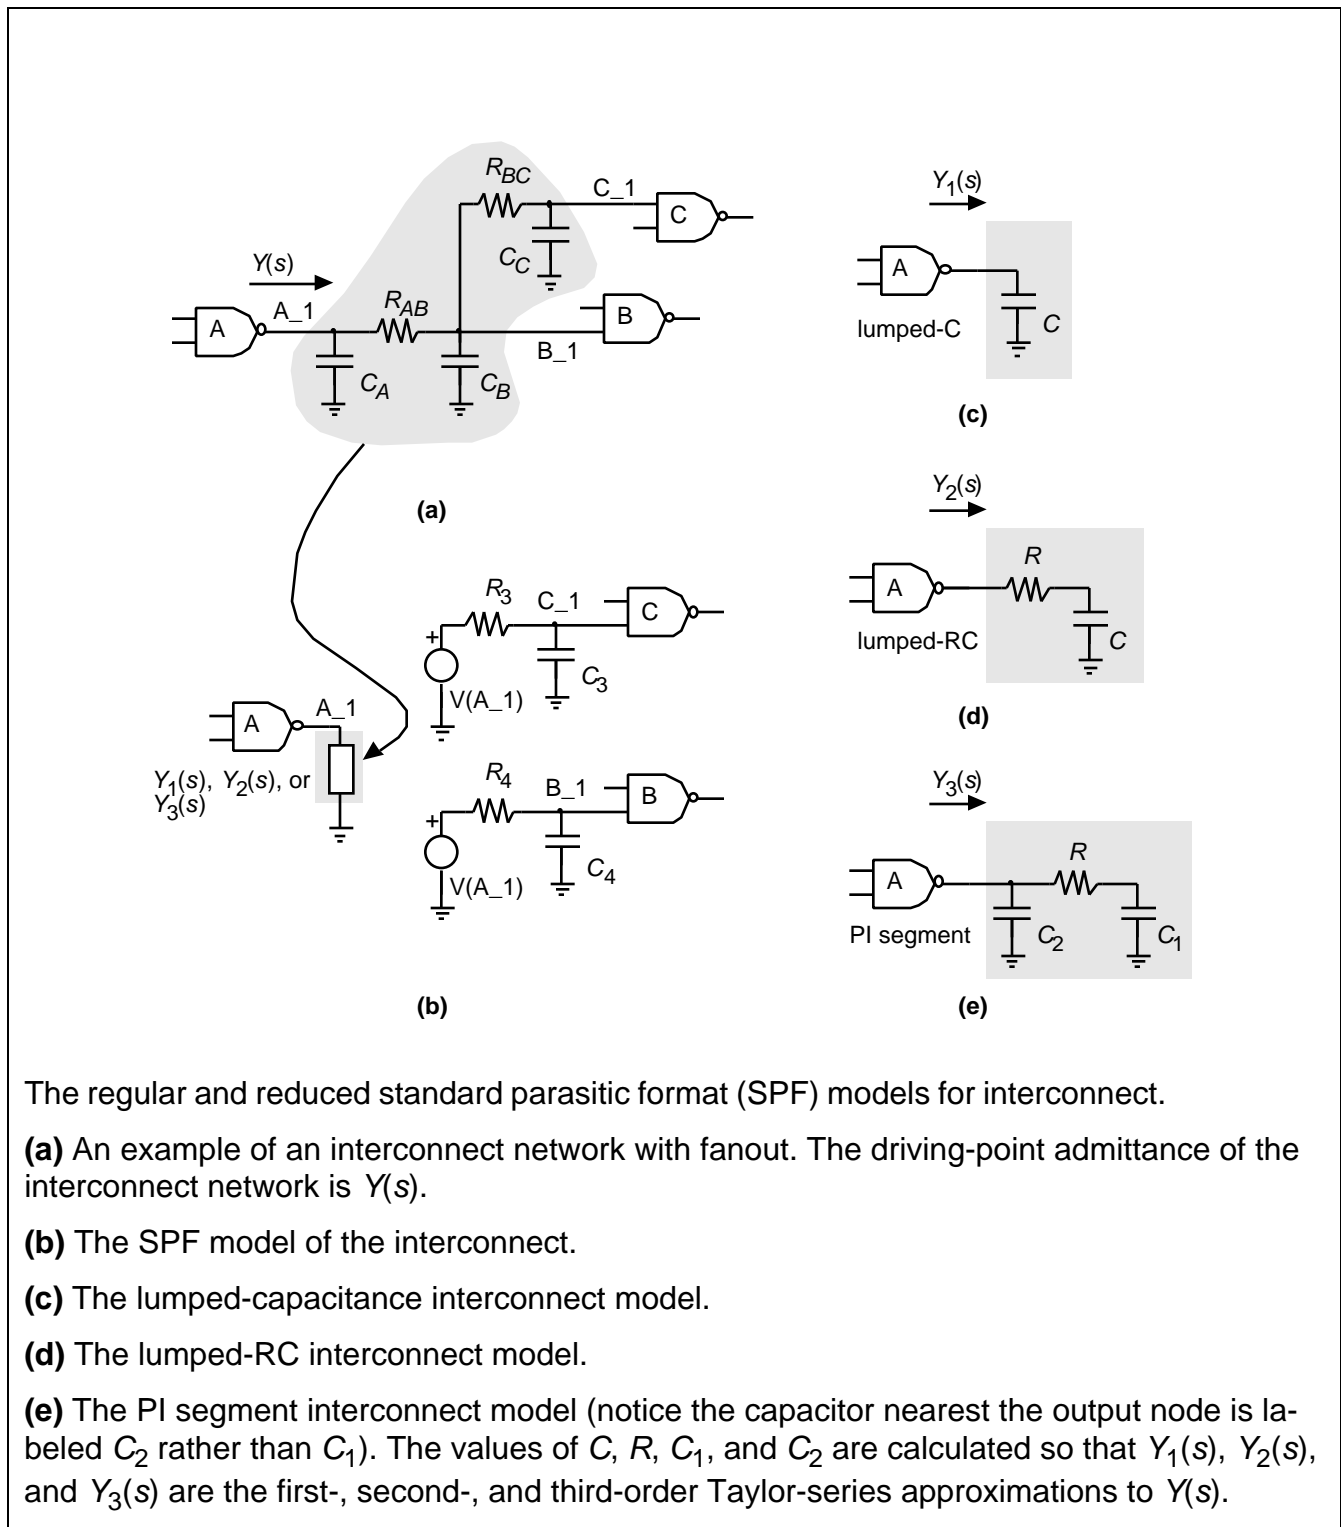 R_BC
C_1
C
C_C
Y(s)
A_1
R_AB
A
B
B_1
C_A
C_B
(a)
Y_1(s)
A
lumped-C
C
(c)
Y_2(s)
R
A
lumped-RC
C
(d)
R_3
C_1
C
+
C_3
V(A_1)
A_1
A
Y_1(s), Y_2(s), or
Y_3(s)
R_4
B_1
B
+
C_4
V(A_1)
(b)
Y_3(s)
R
A
PI segment
C_2
C_1
(e)
The regular and reduced standard parasitic format (SPF) models for interconnect.
(a) An example of an interconnect network with fanout. The driving-point admittance of the
interconnect network is Y(s).
(b) The SPF model of the interconnect.
(c) The lumped-capacitance interconnect model.
(d) The lumped-RC interconnect model.
(e) The PI segment interconnect model (notice the capacitor nearest the output node is la-
beled C_2 rather than C_1). The values of C, R, C_1, and C_2 are calculated so that Y_1(s), Y_2(s),
and Y_3(s) are the first-, second-, and third-order Taylor-series approximations to Y(s).